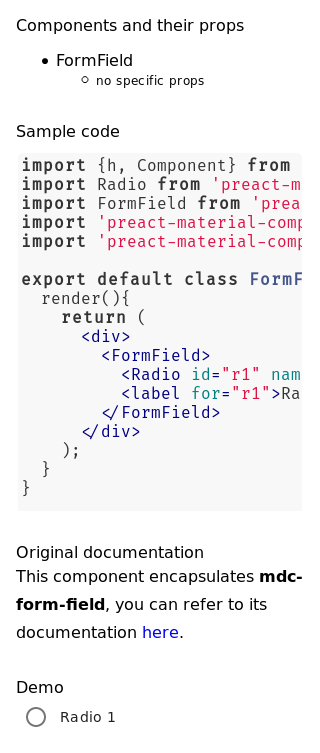 Components and their props
FormField
no specific props
Sample code
import {h, Component} from
import Radio from 'preact-m
import FormField from 'prea
import 'preact-material-comp
import 'preact-material-comp
export default class FormF
render(){
return (
<div>
<FormField>
<Radio id="r1" nam
<label for="r1">Ra
</FormField>
</div>
);
}
}
Original documentation
This component encapsulates mdc-
form-field, you can refer to its
documentation here.
Demo
Radio 1